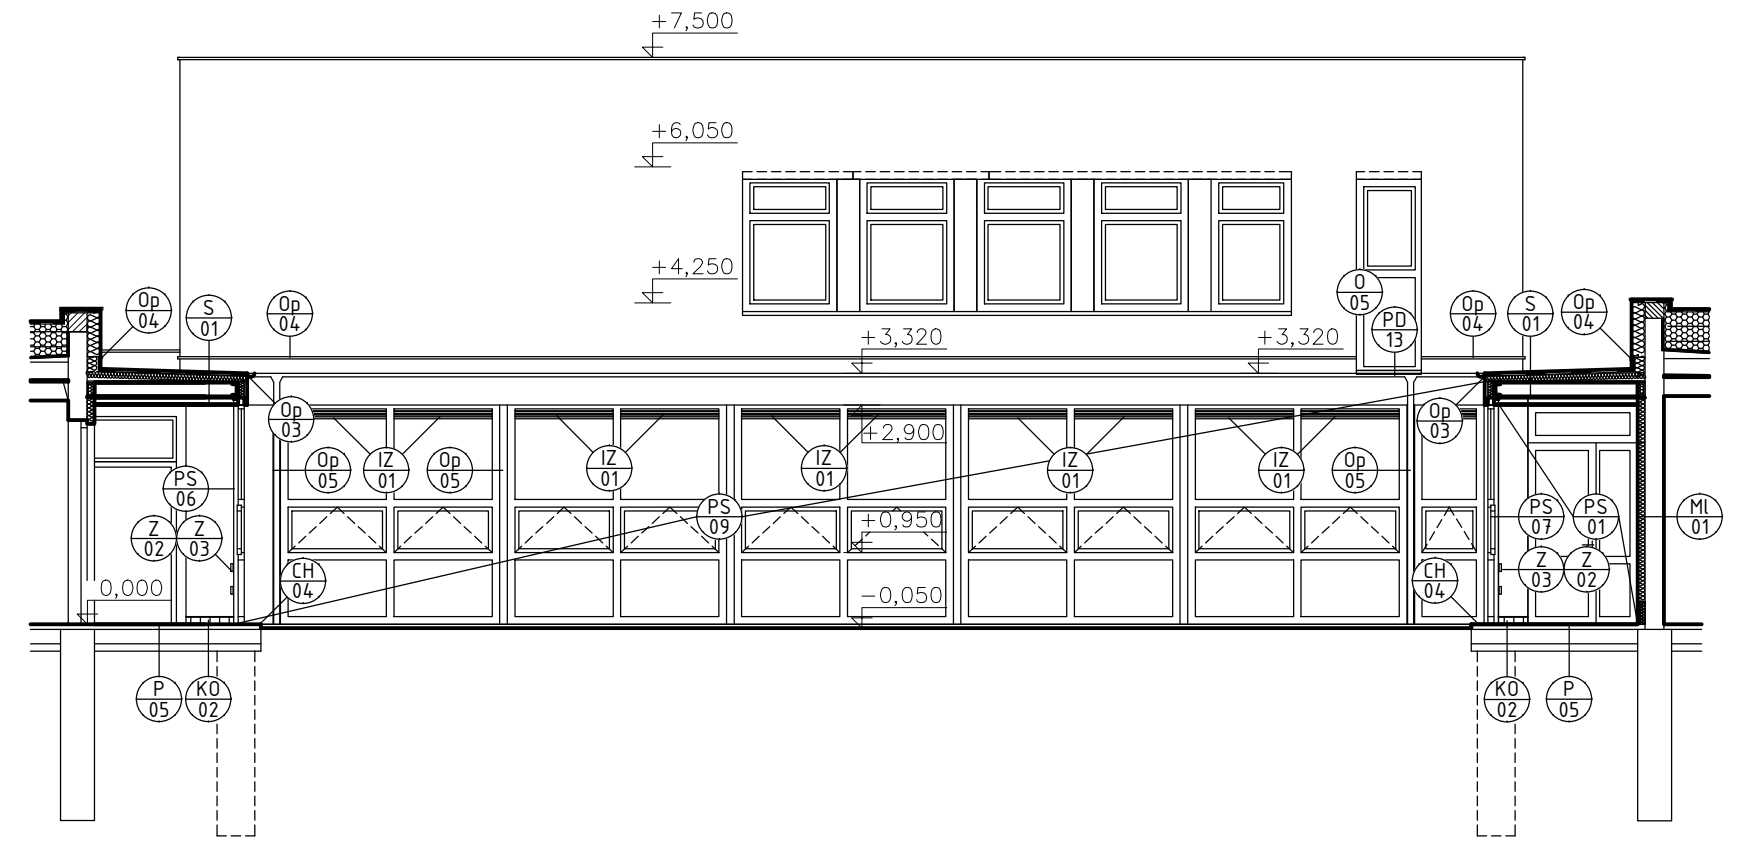 +7,500
+6,050
+4,250
Op
04
S
01
Op
04
O
05
PD
13
Op
04
S
01
Op
04
+3,320
+3,320
Op
03
Op
03
+2,900
Op
05
IZ
01
Op
05
IZ
01
IZ
01
IZ
01
IZ
01
Op
05
PS
06
PS
09
PS
07
PS
01
Ml
01
Z
02
Z
03
+0,950
Z
03
Z
02
CH
04
CH
04
0,000
-0,050
P
05
KO
02
KO
02
P
05